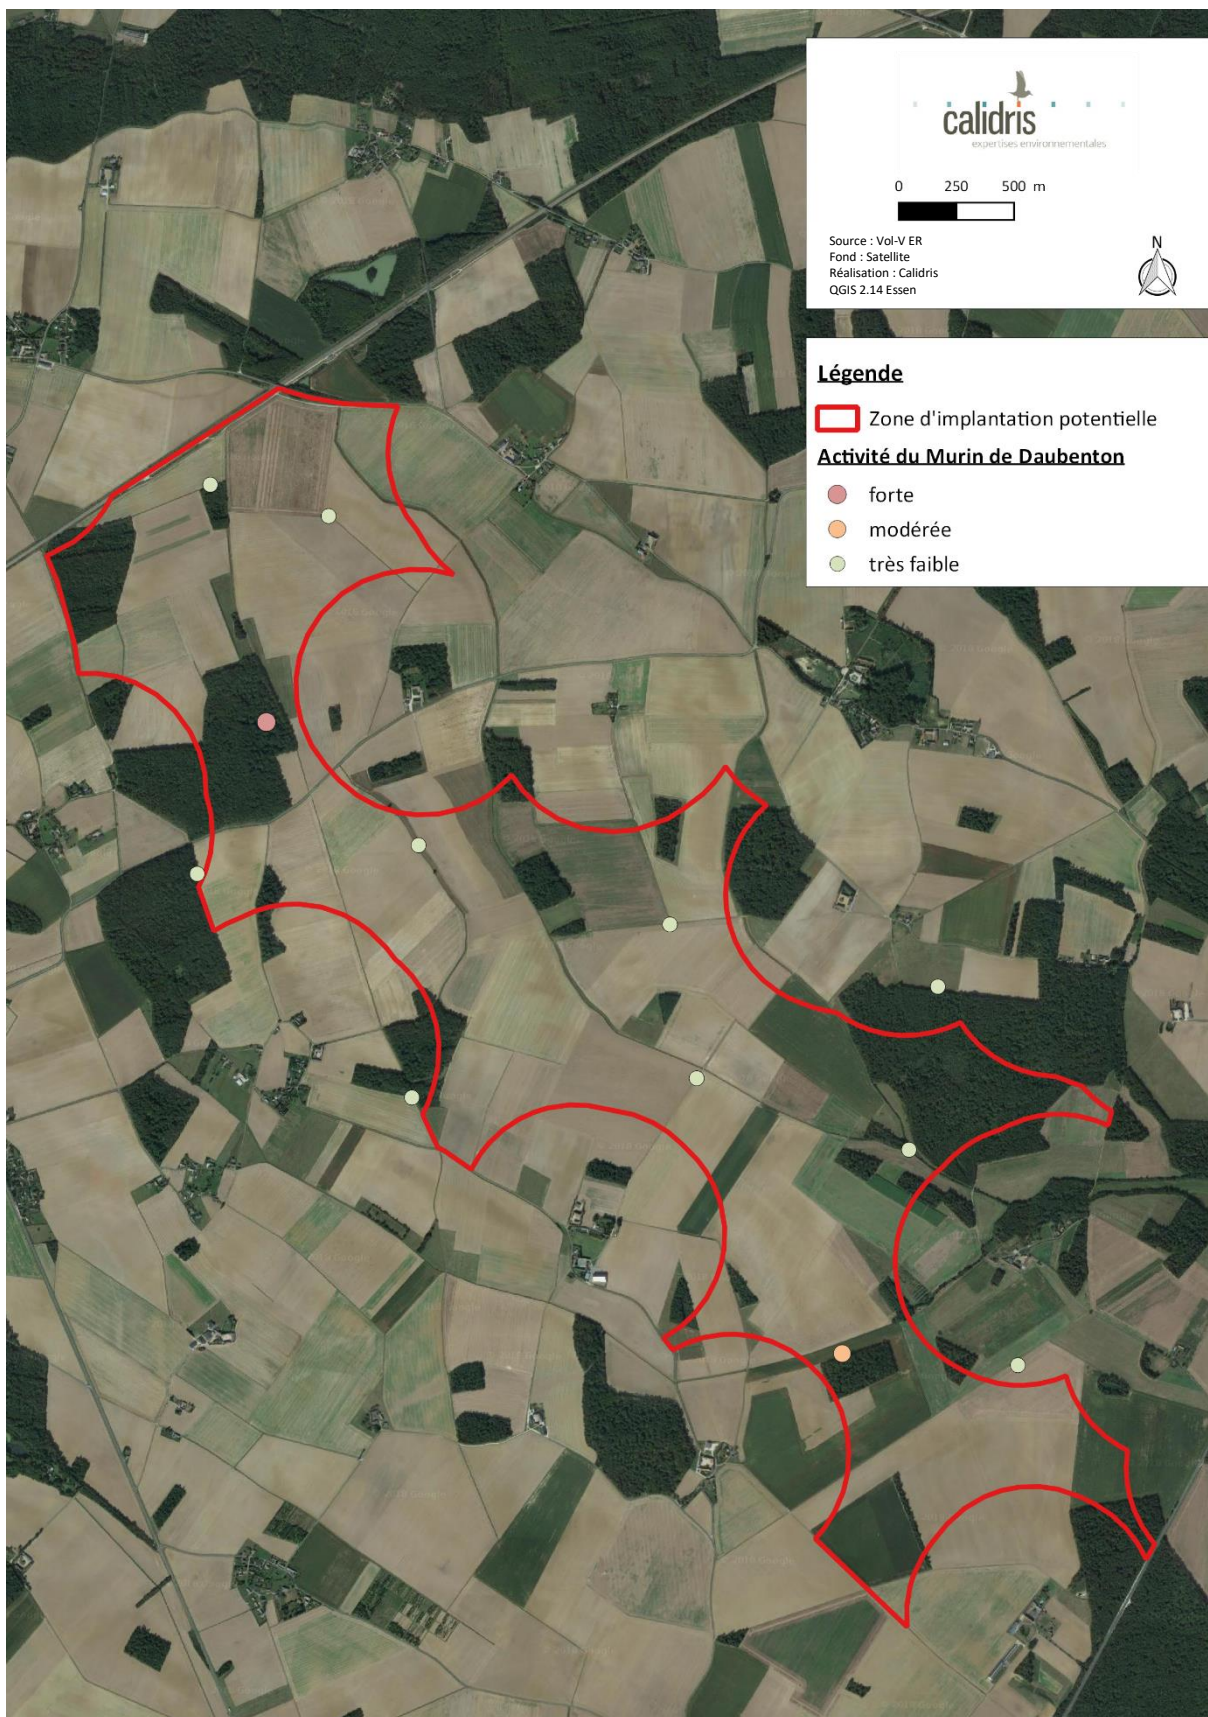 calidris
expertises environnementales
0 250 500 m
Source : Vol-V ER
Fond : Satellite
Réalisation : Calidris
QGIS 2.14 Essen
N
Légende
Zone d'implantation potentielle
Activité du Murin de Daubenton
forte
modérée
très faible